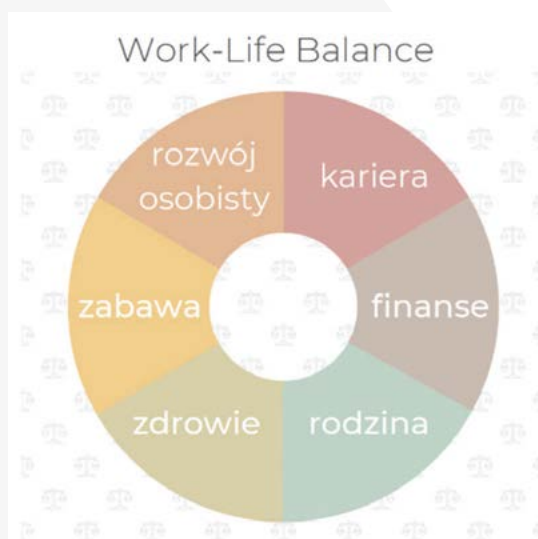 Work-Life Balance
rozwój
osobisty
kariera
zabawa
finanse
zdrowie
rodzina